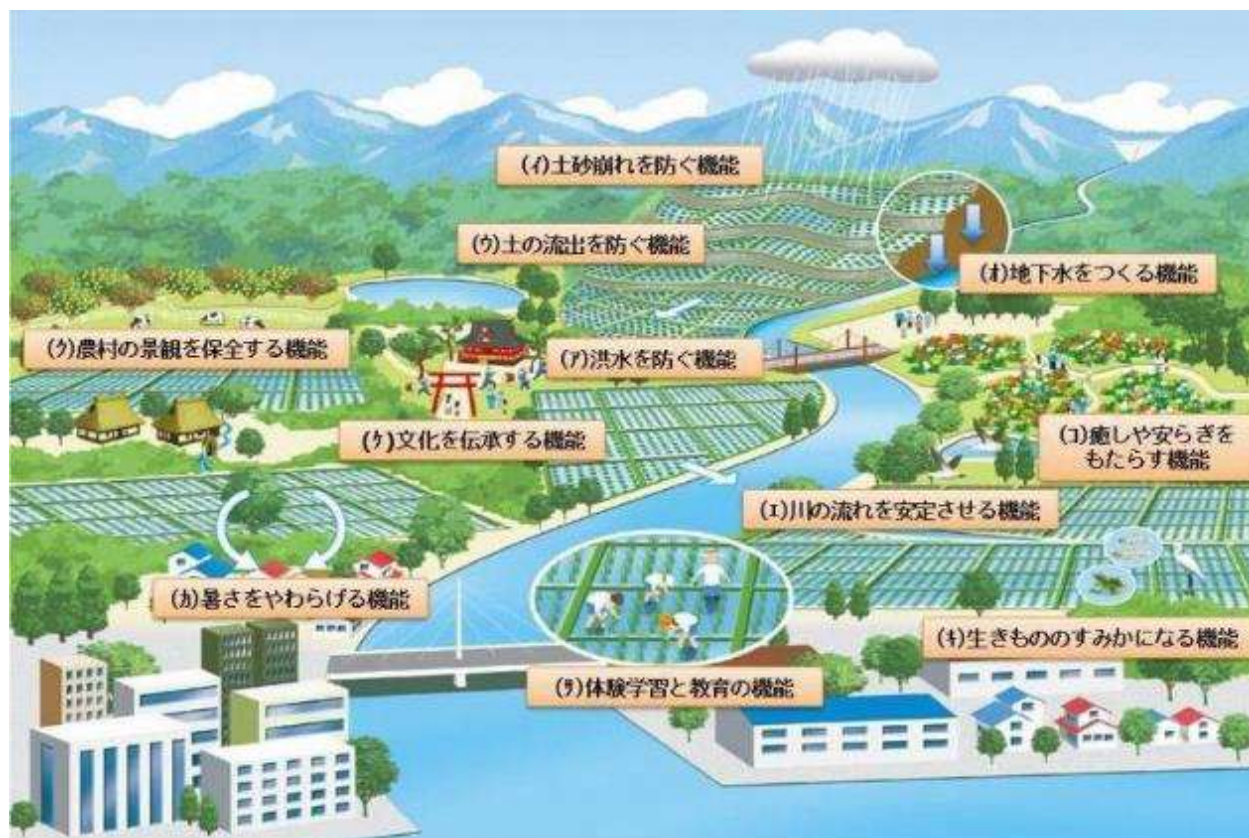 (ｲ)土砂崩れを防ぐ機能
(ｳ)土の流出を防ぐ機能
(ｵ)地下水をつくる機能
(ｸ)農村の景観を保全する機能
(ｱ)洪水を防ぐ機能
(ｹ)文化を伝承する機能
(ｺ)癒しや安らぎを
もたらす機能
(ｴ)川の流れを安定させる機能
(ｶ)暑さをやわらげる機能
(ｷ)生きもののすみかになる機能
(ｻ)体験学習と教育の機能